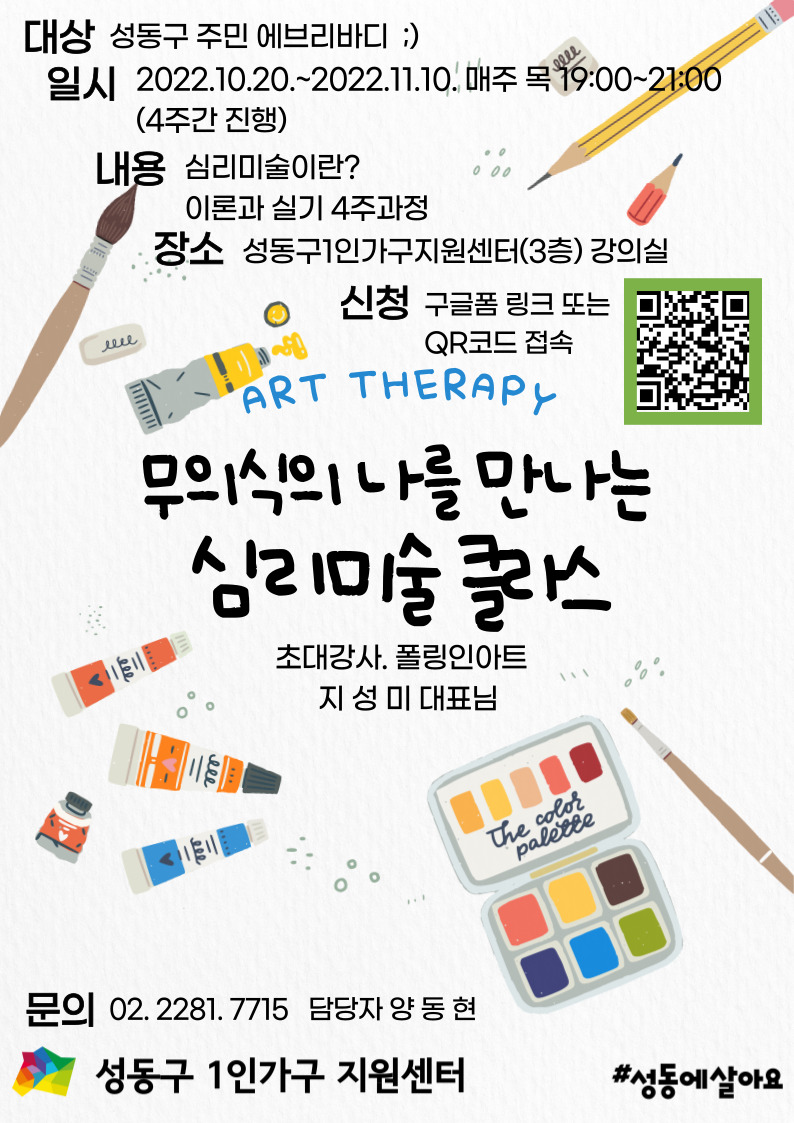 대상 성동구 주민 에브리바디 ;)
일시 2022.10.20.~2022.11.10. 매주 목 19:00~21:00
(4주간 진행)
내용 심리미술이란?
이론과 실기 4주과정
장소 성동구1인가구지원센터(3층) 강의실
신청 구글폼 링크 또는
QR코드 접속
ART THERAPY
무의식의 나를 만나는
심리미술 클라스
초대강사. 폴링인아트
지 성 미 대표님
The color
palette
문의 02. 2281. 7715 담당자 양 동 현
성동구 1인가구 지원센터
#성동에살아요